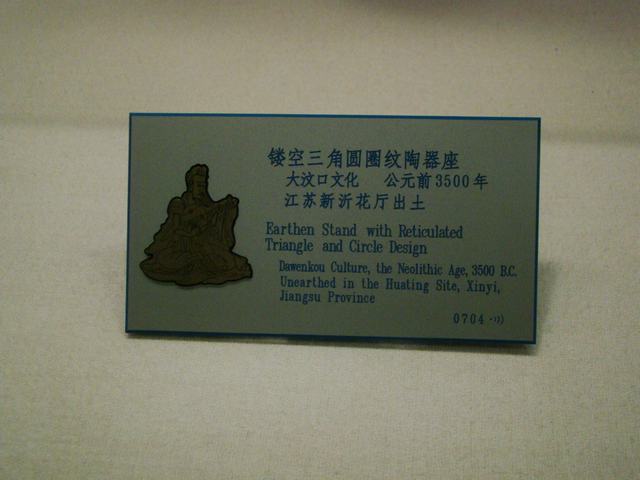 镂空三角圆圈纹陶器座
大汶口文化 公元前3500年
江苏新沂花厅出土
Earthen Stand with Reticulated
Triangle and Circle Design
Dawenkou Culture, the Neolithic Age, 3500 B.C.
Unearthed in the Huating Site, Xinyi,
Jiangsu Province
0704